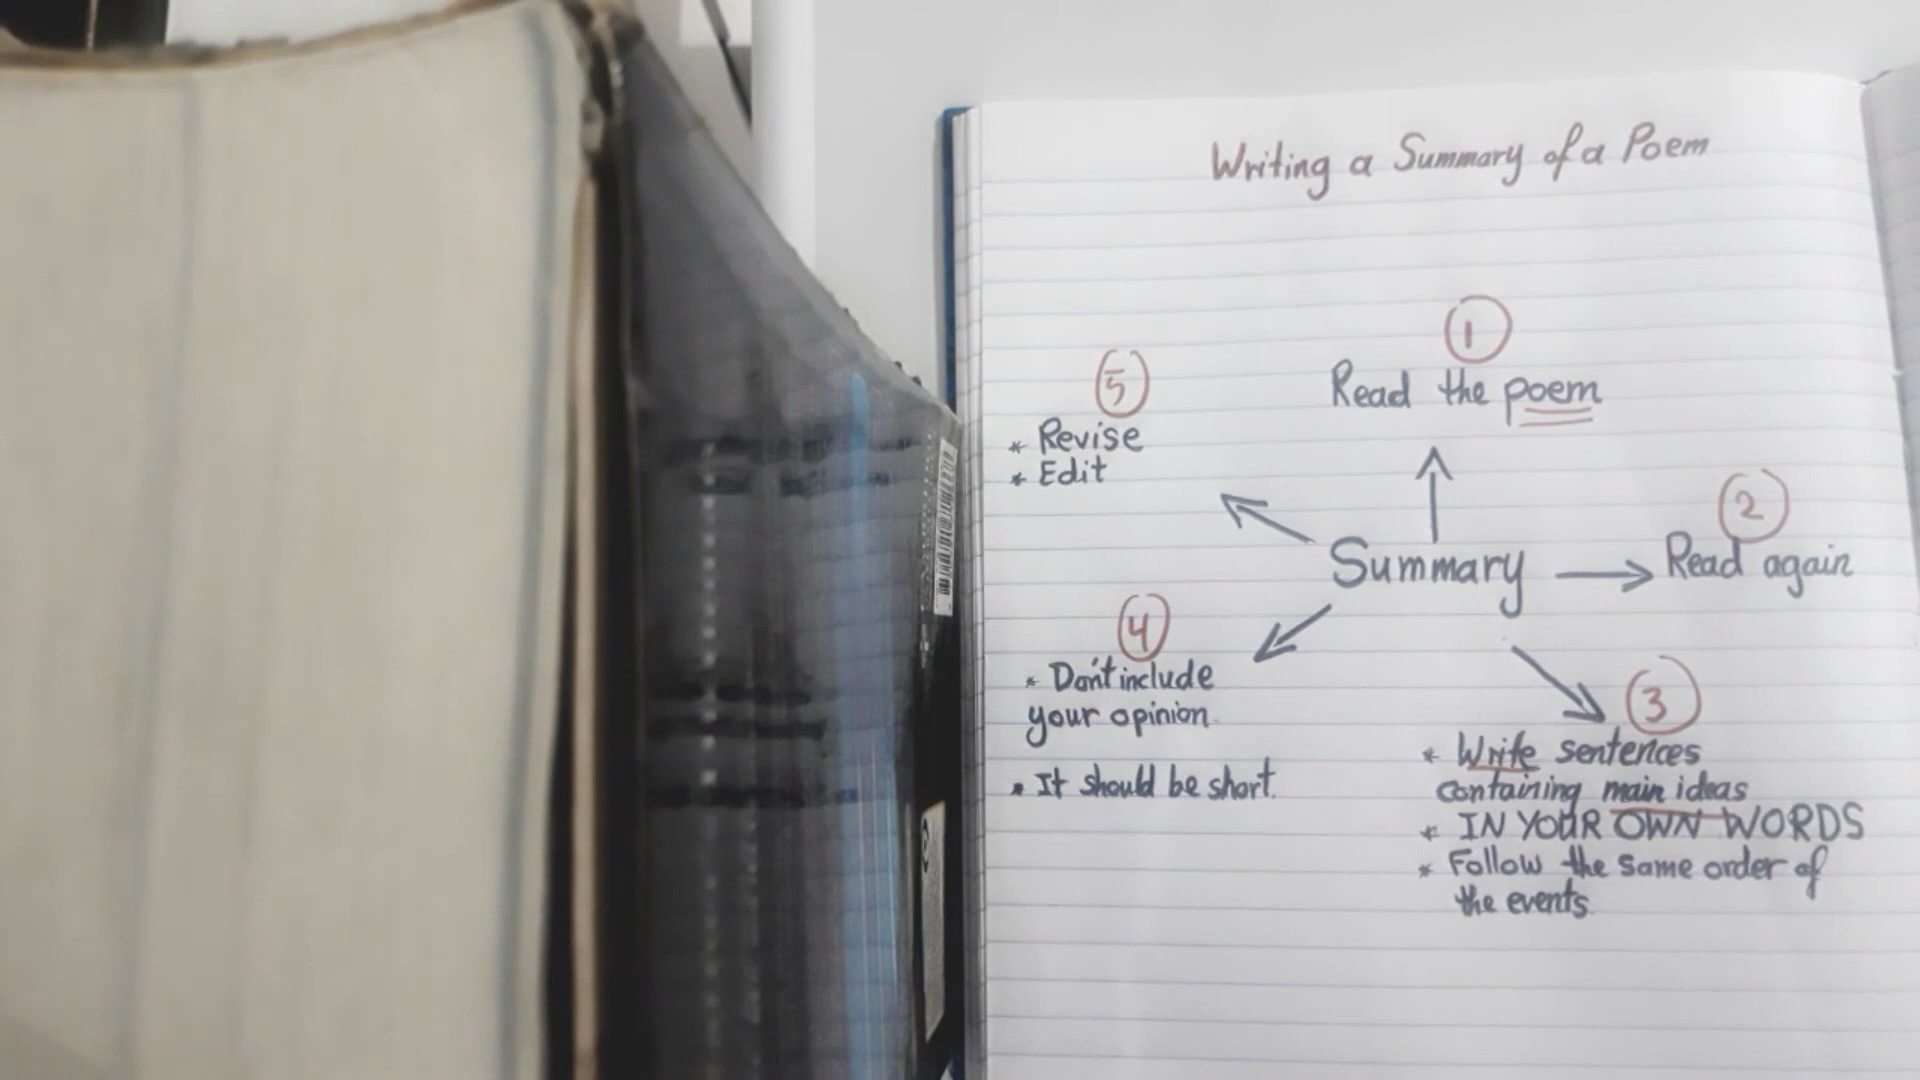 Writing a Summary of a Poem
1
Read the poem
2
Read again
Summary
3
* Write sentences
containing main ideas
* IN YOUR OWN WORDS
* Follow the same order of
the events
4
* Don't include
your opinion.
* It should be short.
5
* Revise
* Edit